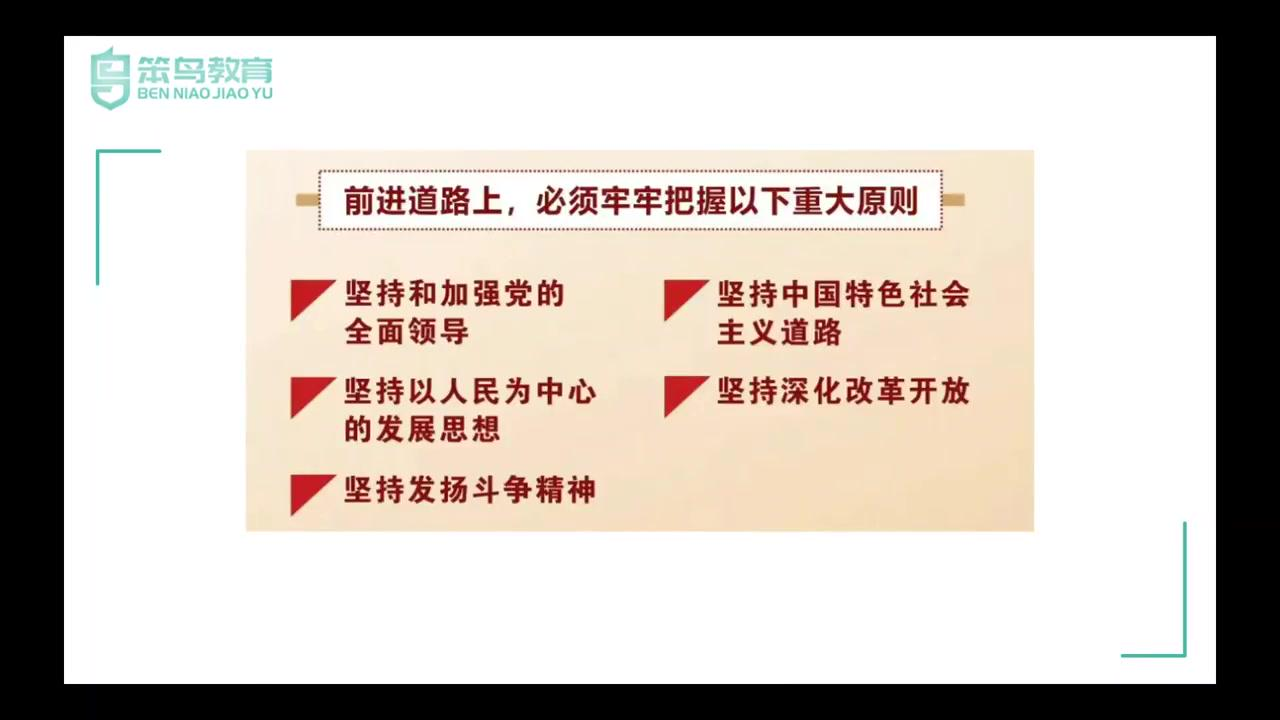 笨鸟教育
BEN NIAO JIAO YU
前进道路上，必须牢牢把握以下重大原则
坚持和加强党的
全面领导
坚持中国特色社会
主义道路
坚持以人民为中心
的发展思想
坚持深化改革开放
坚持发扬斗争精神